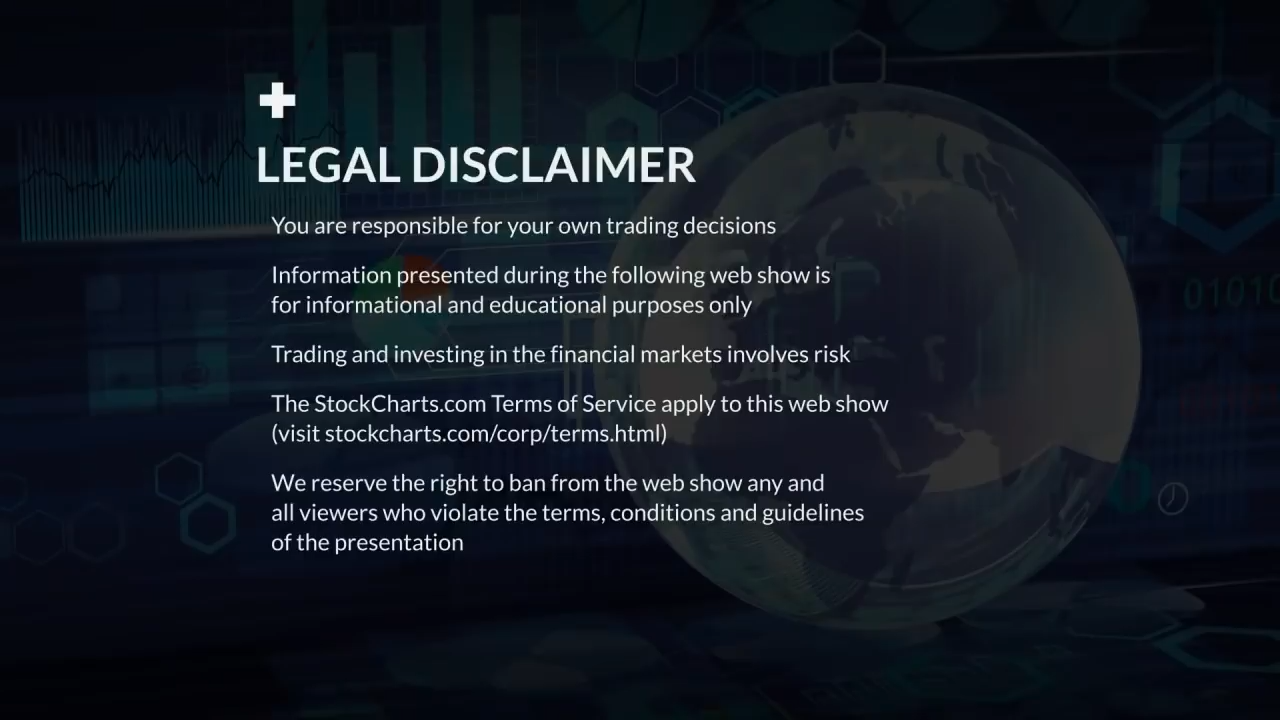 LEGAL DISCLAIMER
You are responsible for your own trading decisions
Information presented during the following web show is
for informational and educational purposes only
Trading and investing in the financial markets involves risk
The StockCharts.com Terms of Service apply to this web show
(visit stockcharts.com/corp/terms.html)
We reserve the right to ban from the web show any and
all viewers who violate the terms, conditions and guidelines
of the presentation
01010